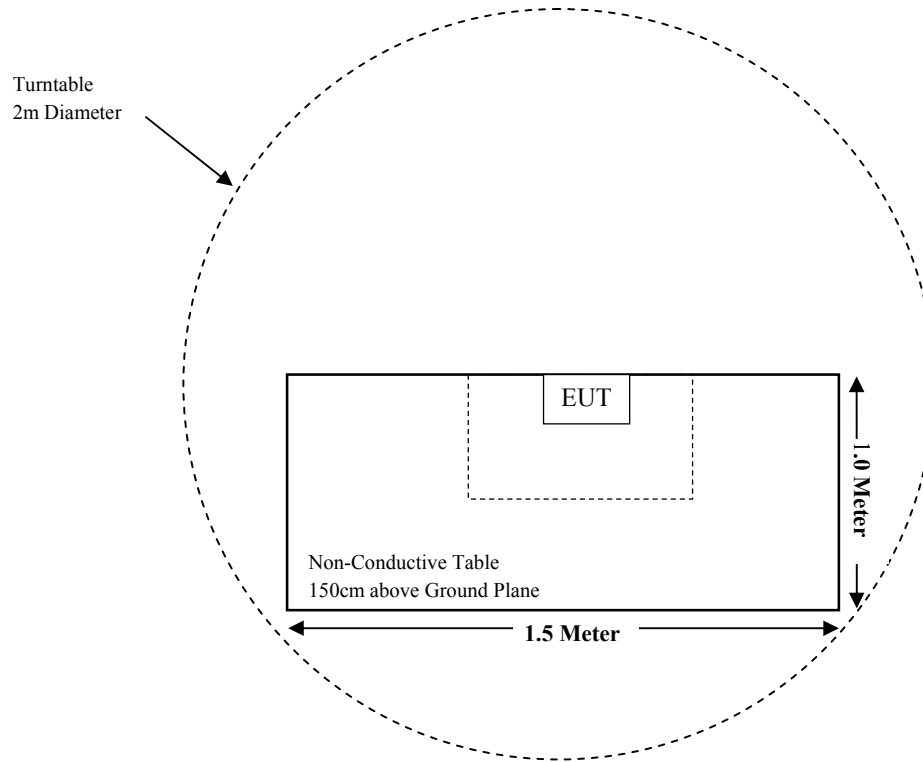 Turntable
2m Diameter
EUT
1.0 Meter
Non-Conductive Table
150cm above Ground Plane
1.5 Meter